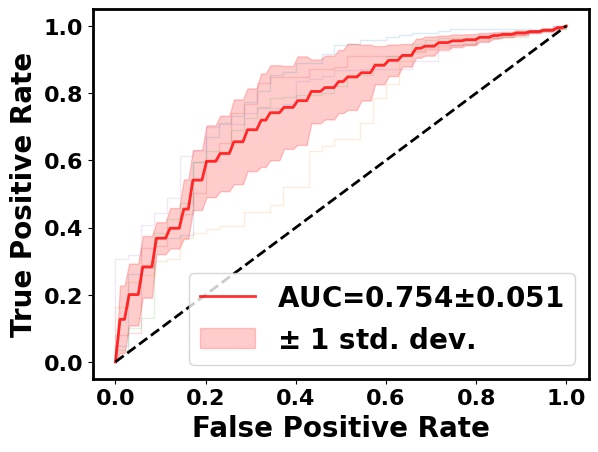 1.0
0.8
0.6
0.4
0.2
0.0
True Positive Rate
AUC=0.754±0.051
± 1 std. dev.
0.0 0.2 0.4 0.6 0.8 1.0
False Positive Rate